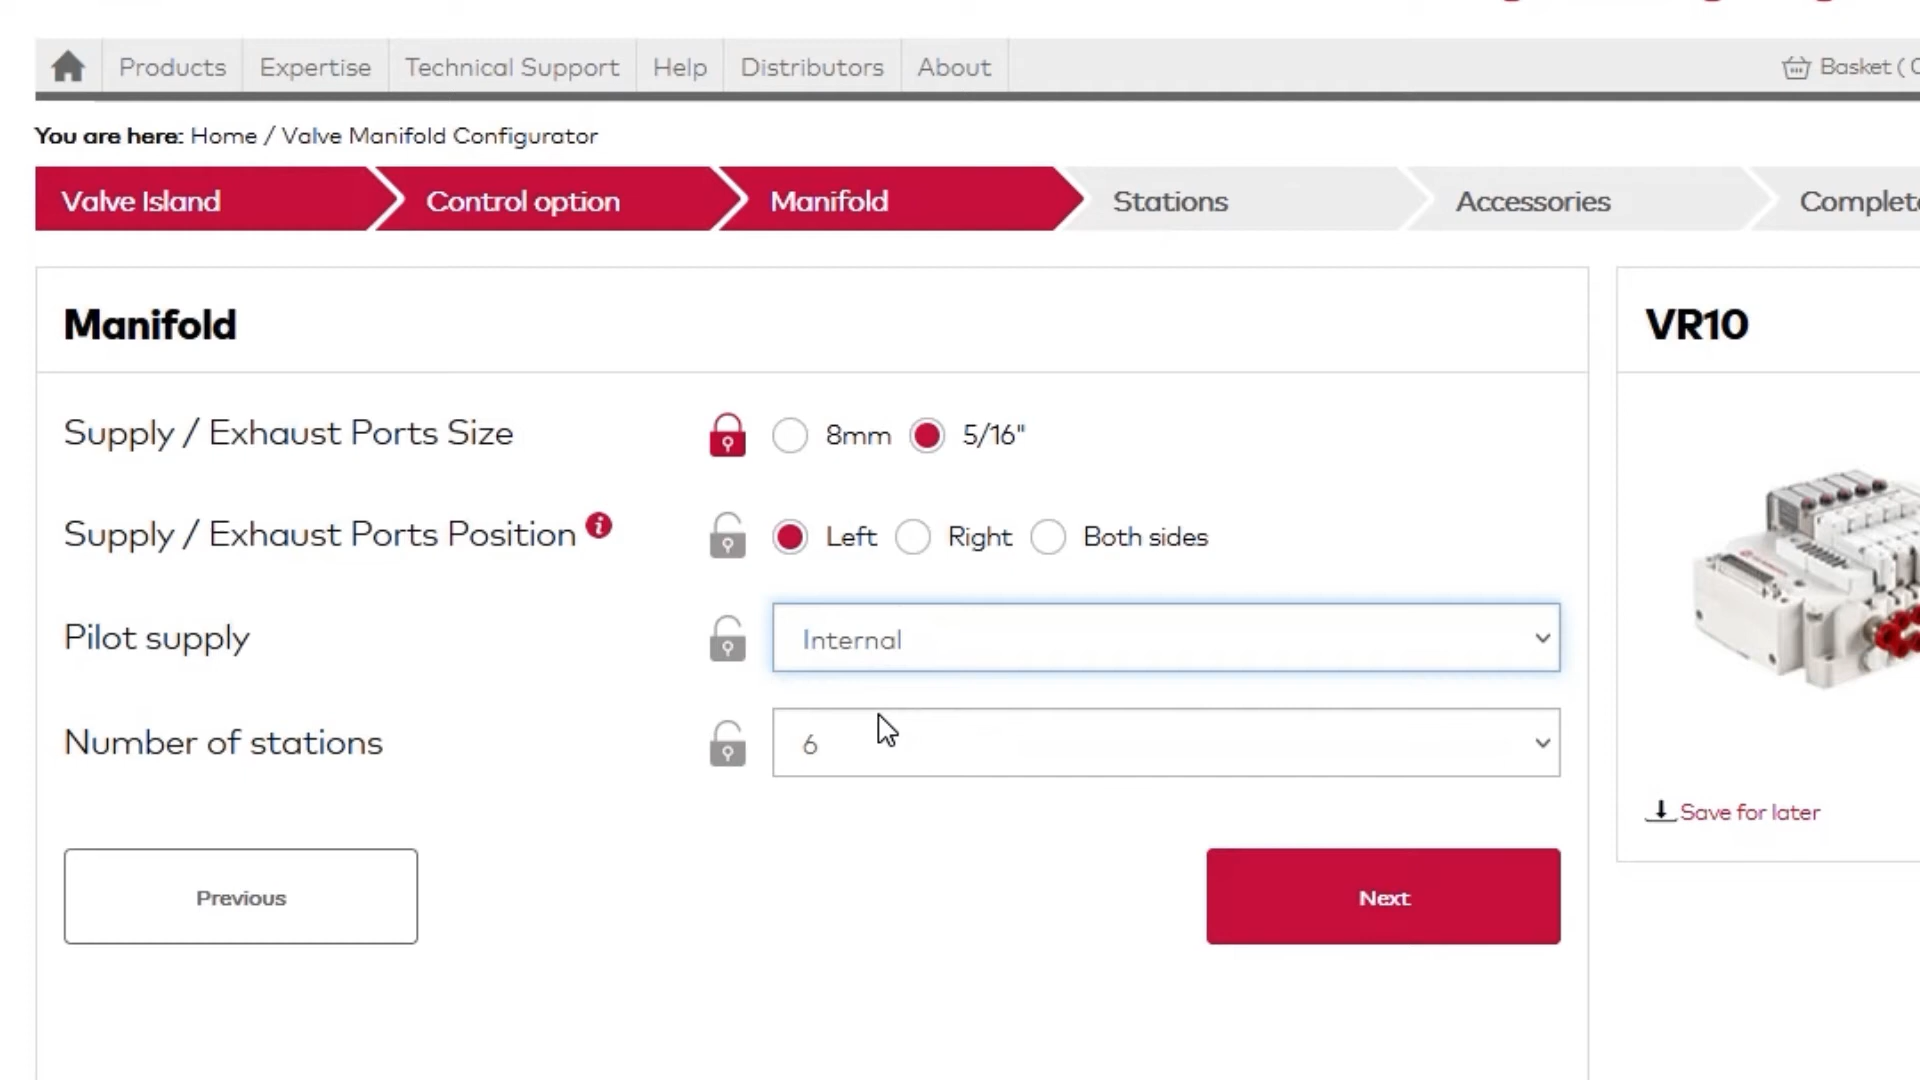 Products Expertise Technical Support Help Distributors About Basket (
You are here: Home / Valve Manifold Configurator
Valve Island Control option Manifold Stations Accessories
Manifold
VR10
Supply / Exhaust Ports Size 8mm 5/16"
Supply / Exhaust Ports Position Left Right Both sides
Pilot supply Internal
Number of stations 6
Save for later
Previous Next